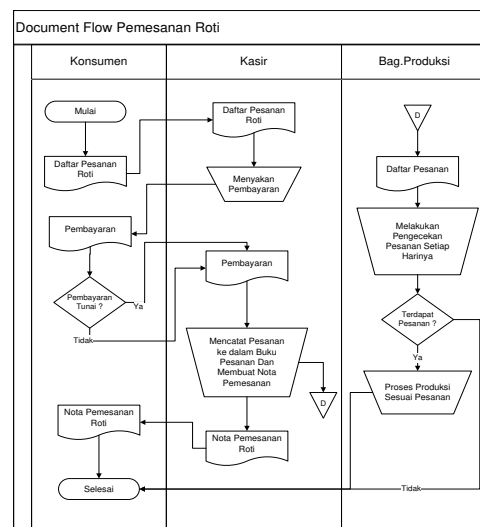 Document Flow Pemesanan Roti
Konsumen
Kasir
Bag.Produksi
Mulai
Daftar Pesanan
Roti
Pembayaran
Pembayaran
Tunai ?
Ya
Tidak
Nota Pemesanan
Roti
Selesai
Daftar Pesanan
Roti
Menyakan
Pembayaran
Pembayaran
Mencatat Pesanan
ke dalam Buku
Pesanan Dan
Membuat Nota
Pemesanan
D
Nota Pemesanan
Roti
D
Daftar Pesanan
Melakukan
Pengecekan
Pesanan Setiap
Harinya
Terdapat
Pesanan ?
Ya
Proses Produksi
Sesuai Pesanan
Tidak